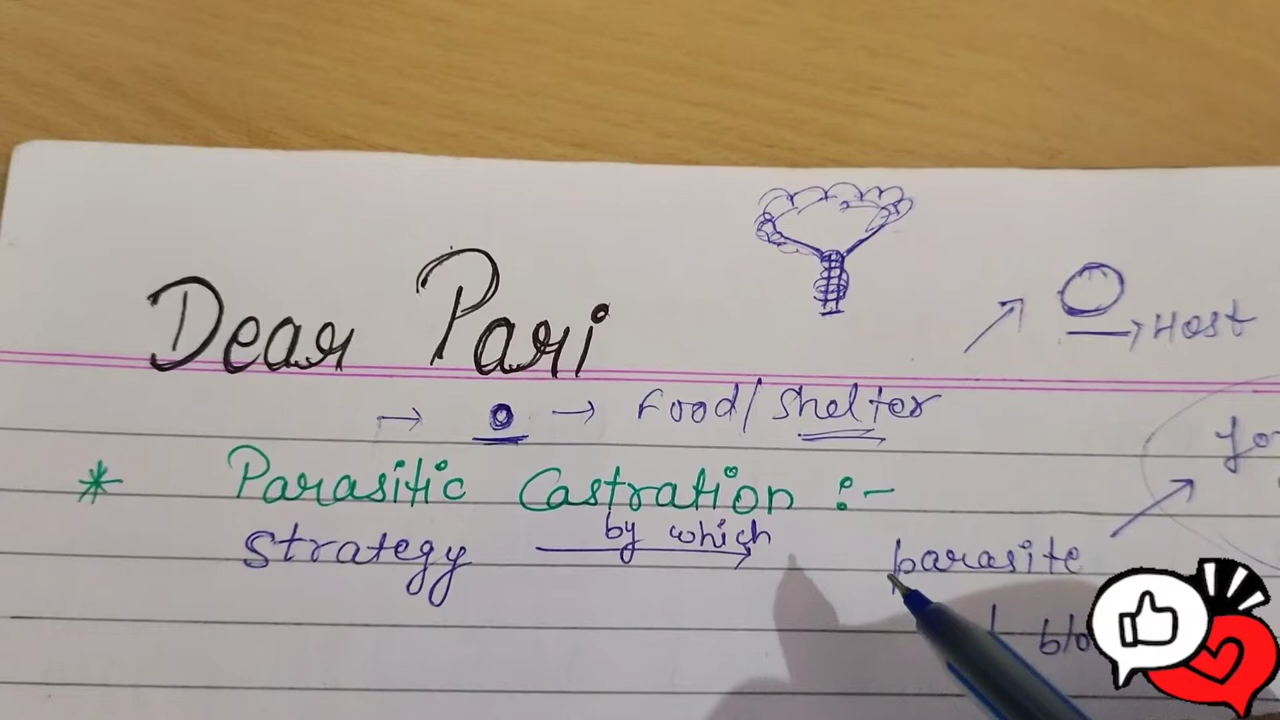 Dear Pari
→ Host
→ → Food/Shelter
* Parasitic Castration :-
strategy by which → parasite